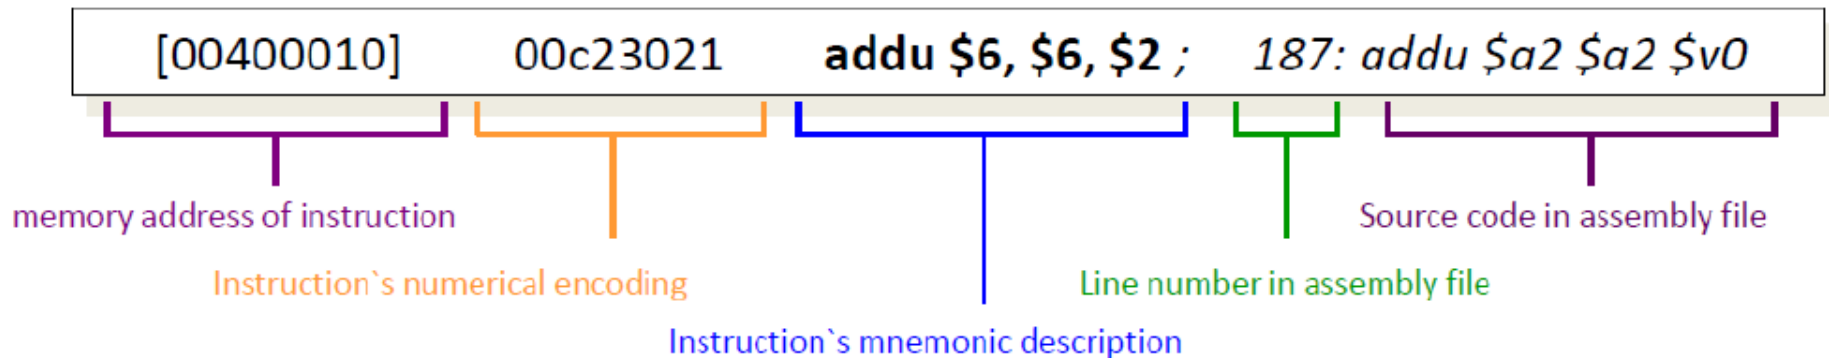 [00400010] 00c23021 addu $6, $6, $2 ; 187: addu $a2 $a2 $v0
memory address of instruction
Source code in assembly file
Instruction`s numerical encoding
Line number in assembly file
Instruction`s mnemonic description